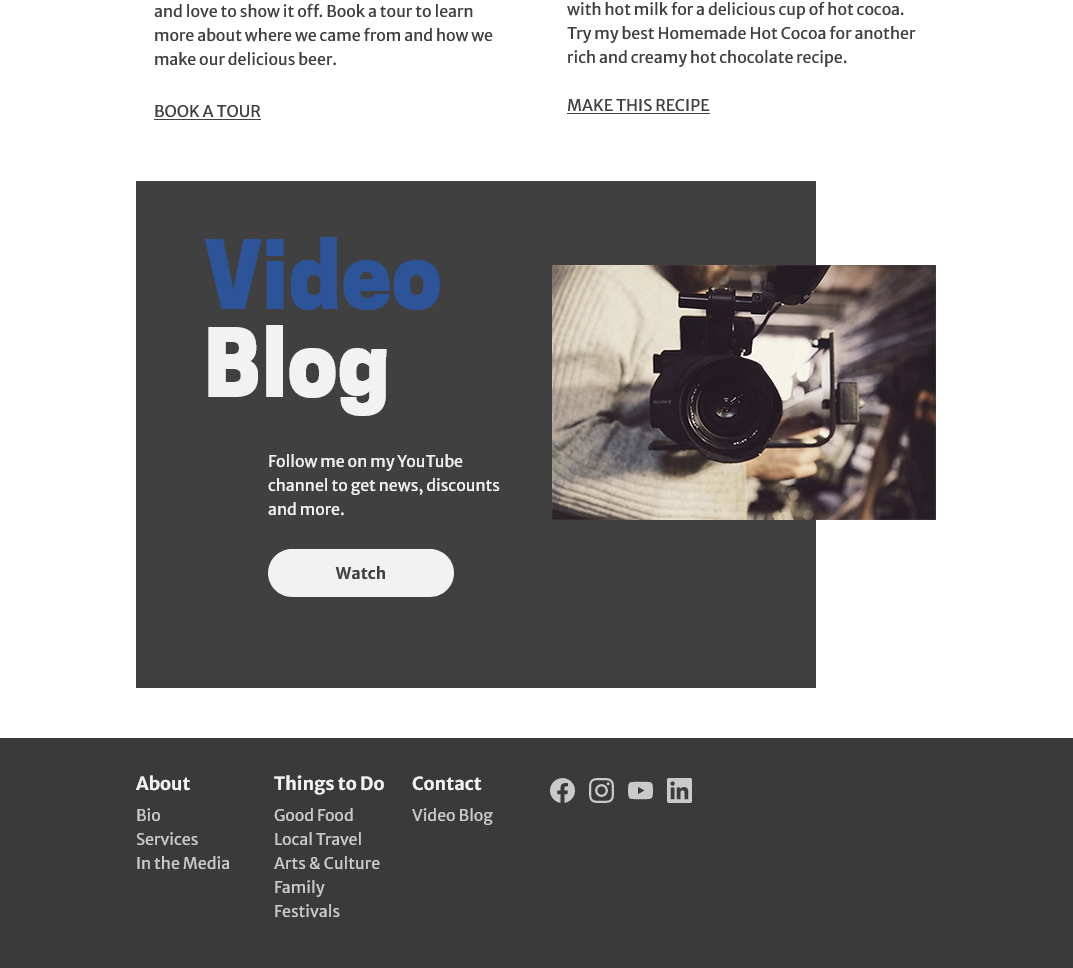 and love to show it off. Book a tour to learn
more about where we came from and how we
make our delicious beer.
BOOK A TOUR
with hot milk for a delicious cup of hot cocoa.
Try my best Homemade Hot Cocoa for another
rich and creamy hot chocolate recipe.
MAKE THIS RECIPE
Video
Blog
Follow me on my YouTube
channel to get news, discounts
and more.
Watch
SONY
About
Bio
Services
In the Media
Things to Do
Good Food
Local Travel
Arts & Culture
Family
Festivals
Contact
Video Blog